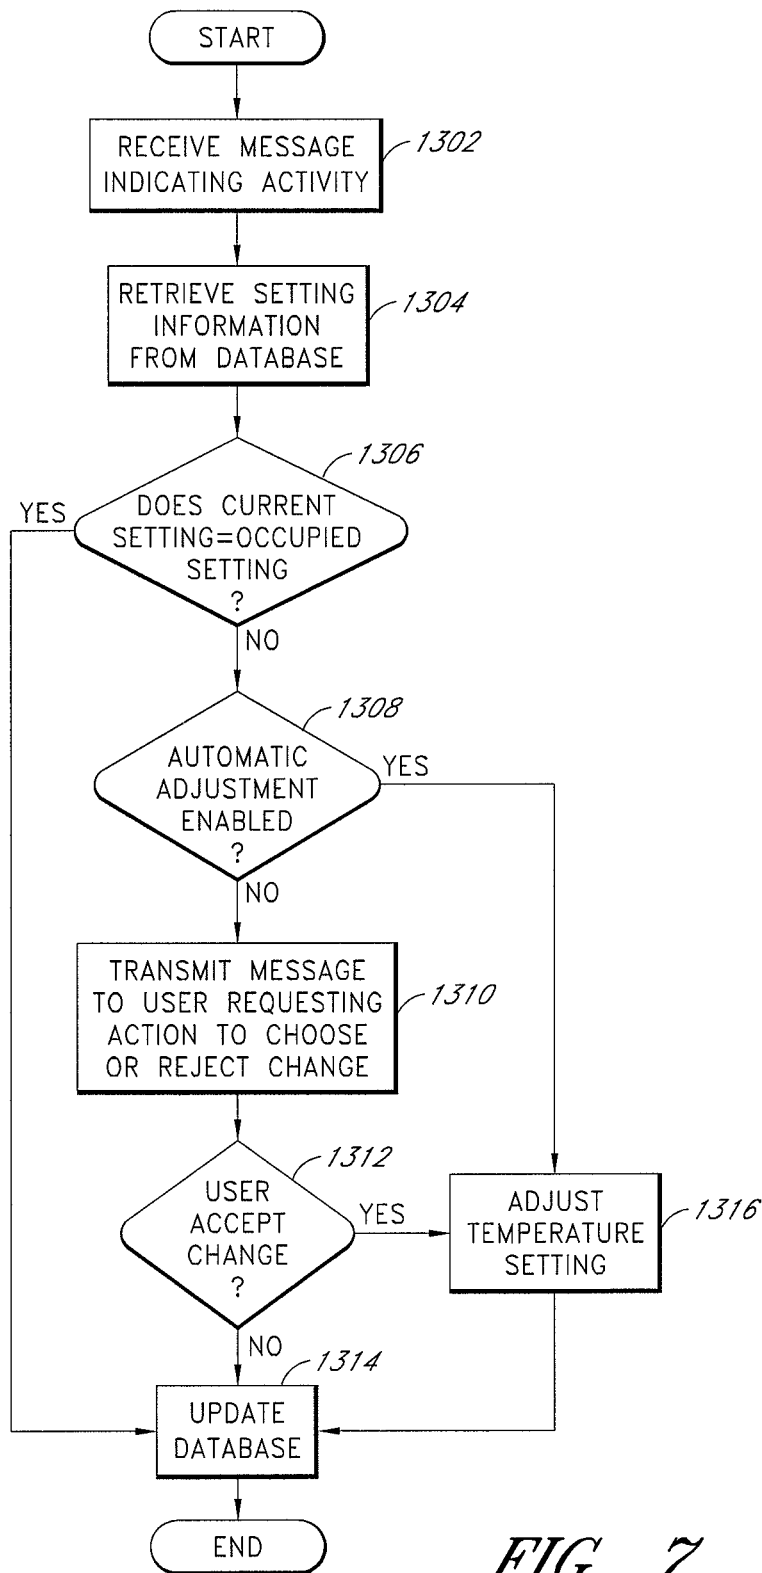 START
RECEIVE MESSAGE
INDICATING ACTIVITY
1302
RETRIEVE SETTING
INFORMATION
FROM DATABASE
1304
DOES CURRENT
SETTING=OCCUPIED
SETTING
?
1306
YES
NO
AUTOMATIC
ADJUSTMENT
ENABLED
?
1308
YES
NO
TRANSMIT MESSAGE
TO USER REQUESTING
ACTION TO CHOOSE
OR REJECT CHANGE
1310
USER
ACCEPT
CHANGE
?
1312
YES
NO
ADJUST
TEMPERATURE
SETTING
1316
UPDATE
DATABASE
1314
END
FIG. 7